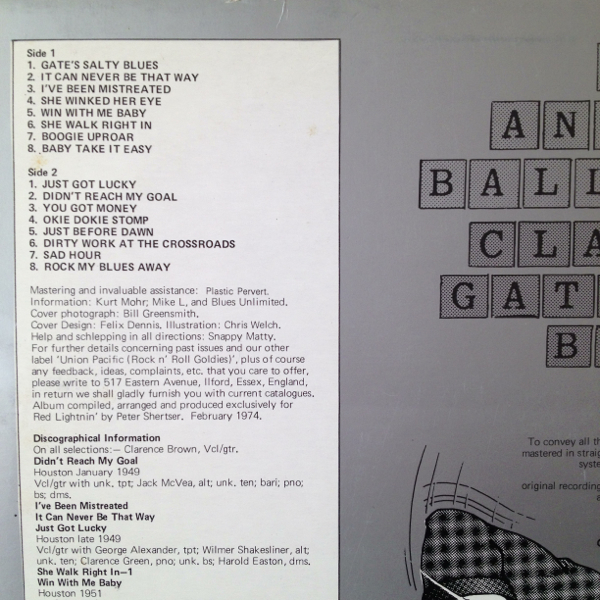 Side 1
1. GATE'S SALTY BLUES
2. IT CAN NEVER BE THAT WAY
3. I'VE BEEN MISTREATED
4. SHE WINKED HER EYE
5. WIN WITH ME BABY
6. SHE WALK RIGHT IN
7. BOOGIE UPROAR
8. BABY TAKE IT EASY
Side 2
1. JUST GOT LUCKY
2. DIDN'T REACH MY GOAL
3. YOU GOT MONEY
4. OKIE DOKIE STOMP
5. JUST BEFORE DAWN
6. DIRTY WORK AT THE CROSSROADS
7. SAD HOUR
8. ROCK MY BLUES AWAY
Mastering and invaluable assistance: Plastic Pervert.
Information: Kurt Mohr; Mike L, and Blues Unlimited.
Cover photograph: Bill Greensmith.
Cover Design: Felix Dennis. Illustration: Chris Welch.
Help and schlepping in all directions: Snappy Matty.
For further details concerning past issues and our other
label 'Union Pacific (Rock n' Roll Goldies)', plus of course
any feedback, ideas, complaints, etc. that you care to offer,
please write to 517 Eastern Avenue, Ilford, Essex, England,
in return we shall gladly furnish you with current catalogues.
Album compiled, arranged and produced exclusively for
Red Lightnin' by Peter Shertser. February 1974.
Discographical Information
On all selections:— Clarence Brown, Vcl/gtr.
Didn't Reach My Goal
Houston January 1949
Vcl/gtr with unk. tpt; Jack McVea, alt; unk. ten; bari; pno;
bs; dms.
I've Been Mistreated
It Can Never Be That Way
Just Got Lucky
Houston late 1949
Vcl/gtr with George Alexander, tpt; Wilmer Shakesliner, alt;
unk. ten; Clarence Green, pno; unk. bs; Harold Easton, dms.
She Walk Right In—1
Win With Me Baby
Houston 1951
AN
BALL
CLA
GAT
B
To convey all th
mastered in straig
syste
original recording